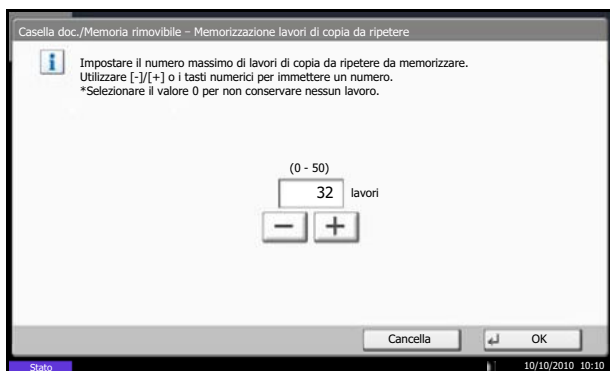 Casella doc./Memoria rimovibile – Memorizzazione lavori di copia da ripetere
Impostare il numero massimo di lavori di copia da ripetere da memorizzare.
Utilizzare [-]/[+] o i tasti numerici per immettere un numero.
*Selezionare il valore 0 per non conservare nessun lavoro.
(0 - 50)
32 lavori
Cancella OK
Stato 10/10/2010 10:10